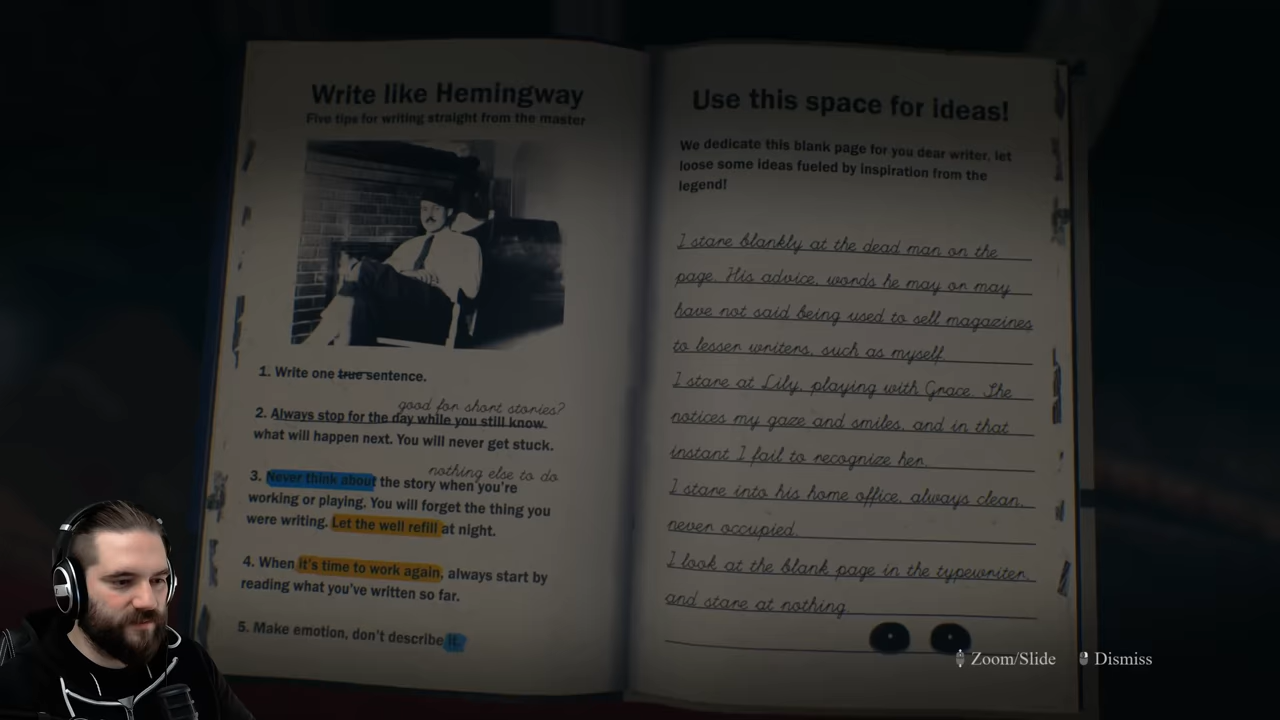 Write like Hemingway
Five tips for writing straight from the master
1. Write one true sentence.
good for short stories?
2. Always stop for the day while you still know
what will happen next. You will never get stuck.
nothing else to do
3. Never think about the story when you're
working or playing. You will forget the thing you
were writing. Let the well refill at night.
4. When it's time to work again, always start by
reading what you've written so far.
5. Make emotion, don't describe it.
Use this space for ideas!
We dedicate this blank page for you dear writer, let
loose some ideas fueled by inspiration from the
legend!
I stare blankly at the dead man on the
page. His advice, words he may or may
have not said being used to sell magazines
to lesser writers, such as myself.
I stare at Lily, playing with Grace. She
notices my gaze and smiles, and in that
instant I fail to recognize her.
I stare into his home office, always clean,
never occupied.
I look at the blank page in the typewriter,
and stare at nothing.
Zoom/Slide
Dismiss